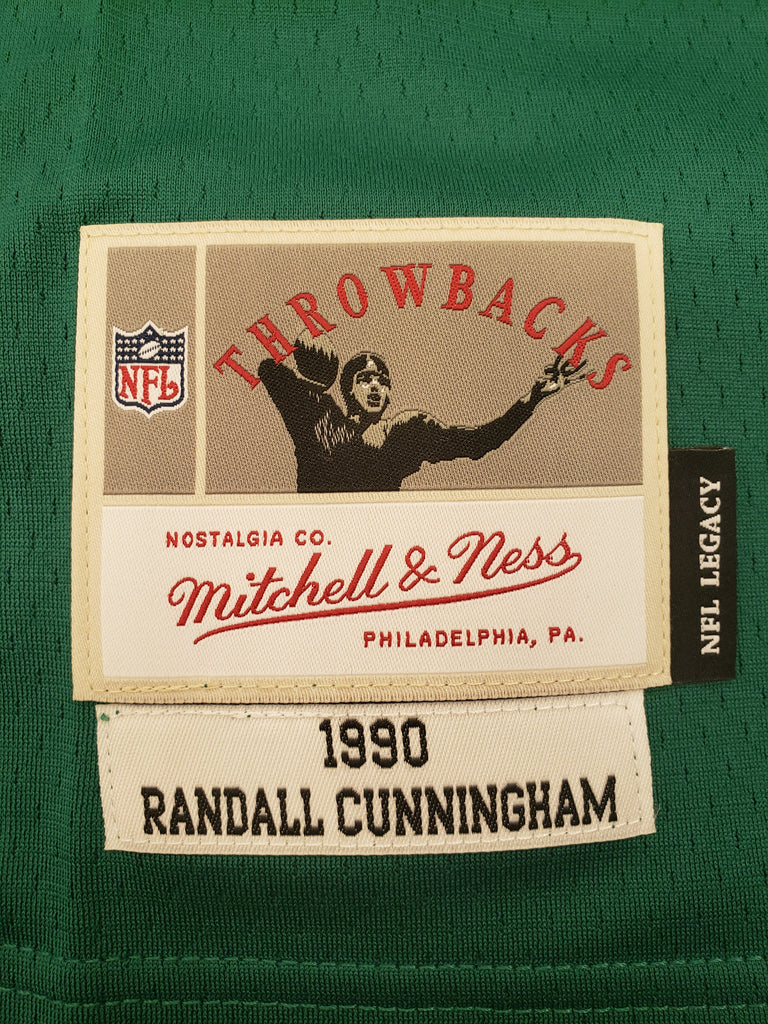 THROWBACKS
NFL
NOSTALGIA CO.
Mitchell & Ness
PHILADELPHIA, PA.
NFL LEGACY
1990
RANDALL CUNNINGHAM